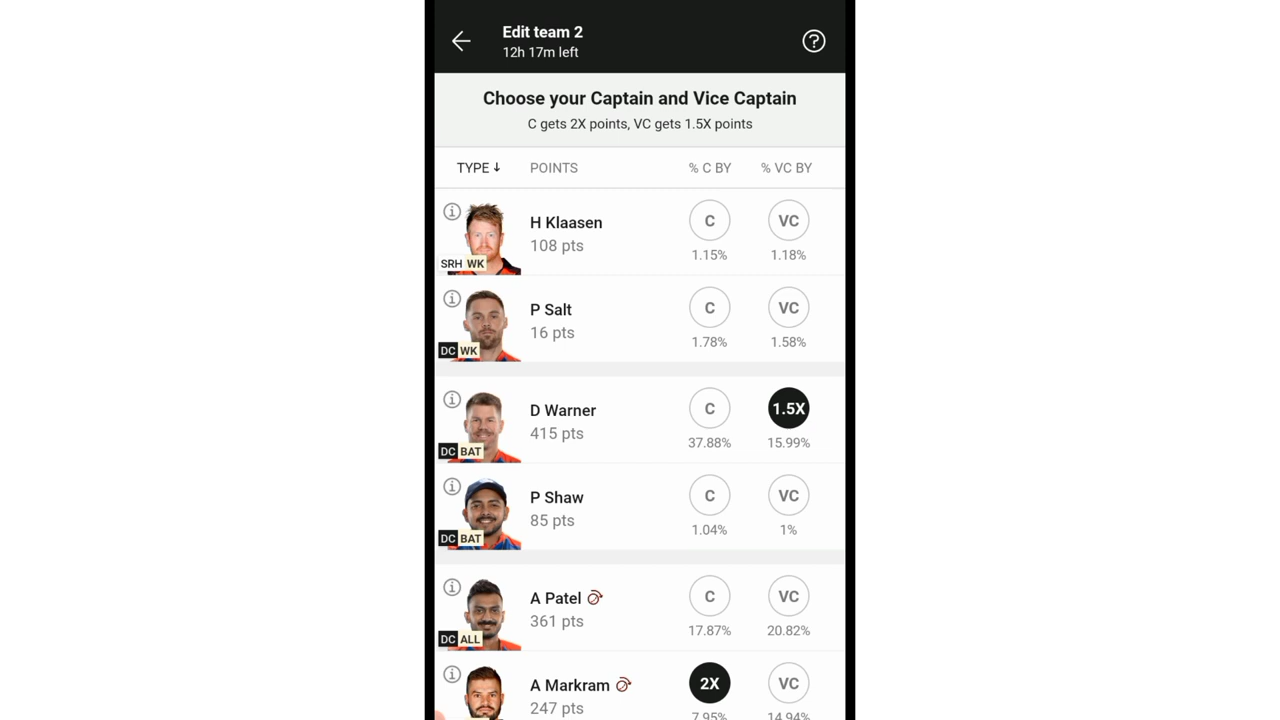 Edit team 2
12h 17m left
Choose your Captain and Vice Captain
C gets 2X points, VC gets 1.5X points
TYPE ↓ POINTS % C BY % VC BY
H Klaasen C VC
108 pts 1.15% 1.18%
SRH WK
P Salt C VC
16 pts 1.78% 1.58%
DC WK
D Warner C 1.5X
415 pts 37.88% 15.99%
DC BAT
P Shaw C VC
85 pts 1.04% 1%
DC BAT
A Patel C VC
361 pts 17.87% 20.82%
DC ALL
A Markram 2X VC
247 pts 7.95% 14.94%